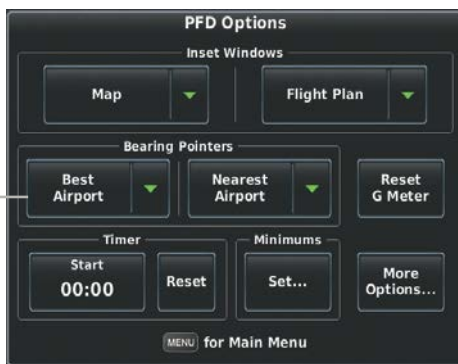 PFD Options
Inset Windows
Map
Flight Plan
Bearing Pointers
Best
Airport
Nearest
Airport
Reset
G Meter
Timer
Start
00:00
Reset
Minimums
Set...
More
Options...
MENU for Main Menu